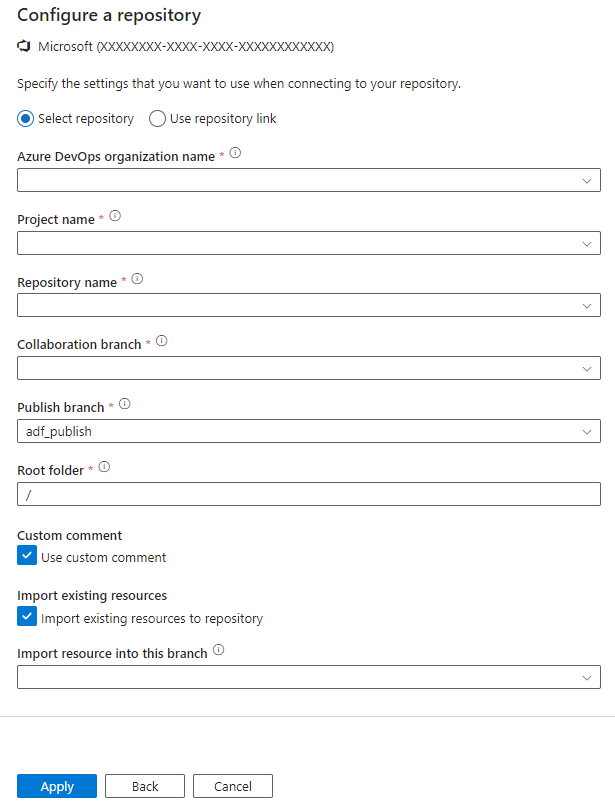 Configure a repository
Microsoft (XXXXXXXX-XXXX-XXXX-XXXXXXXXXXXX)
Specify the settings that you want to use when connecting to your repository.
Select repository Use repository link
Azure DevOps organization name *
Project name *
Repository name *
Collaboration branch *
Publish branch *
adf_publish
Root folder *
/
Custom comment
Use custom comment
Import existing resources
Import existing resources to repository
Import resource into this branch
Apply Back Cancel